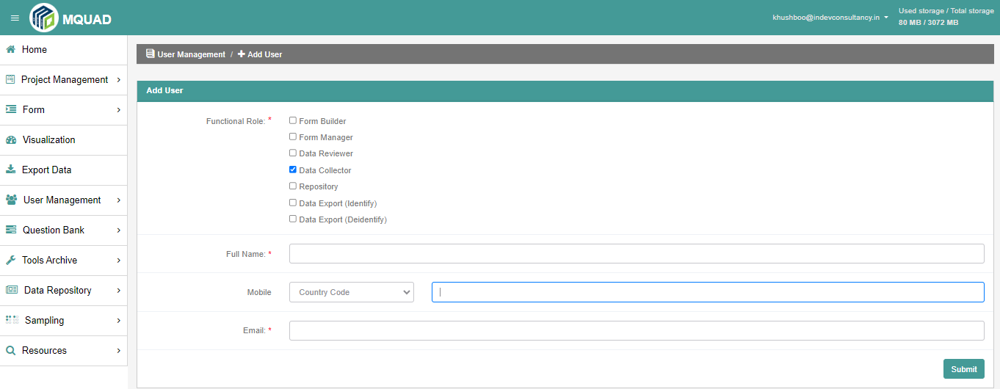 MQUAD
khushboo@indevconsultancy.in
Used storage / Total storage
80 MB / 3072 MB
Home
Project Management
Form
Visualization
Export Data
User Management
Question Bank
Tools Archive
Data Repository
Sampling
Resources
User Management / Add User
Add User
Functional Role: *
Form Builder
Form Manager
Data Reviewer
Data Collector
Repository
Data Export (Identify)
Data Export (Deidentify)
Full Name: *
Mobile
Country Code
Email: *
Submit